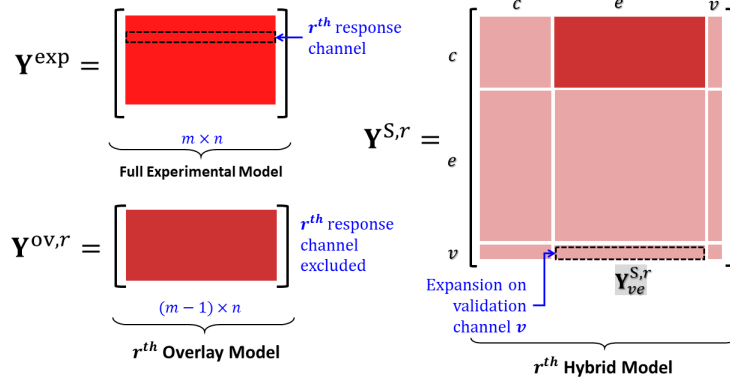 Y^exp =
r^th response
channel
m × n
Full Experimental Model
Y^ov,r =
r^th response
channel
excluded
(m − 1) × n
r^th Overlay Model
c e v
c
Y^S,r =
e
v
Expansion on
validation
channel v
Y_ve^S,r
r^th Hybrid Model